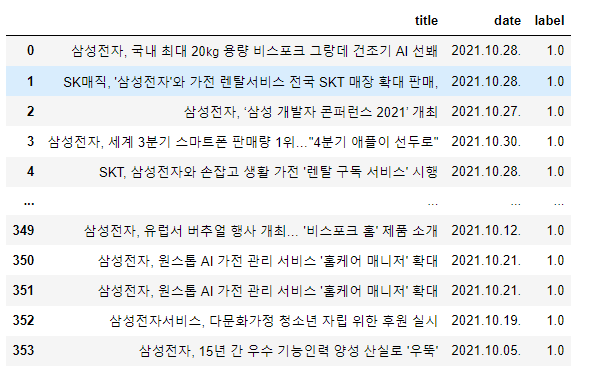 title date label
0 삼성전자, 국내 최대 20kg 용량 비스포크 그랑데 건조기 AI 선봬 2021.10.28. 1.0
1 SK매직, '삼성전자'와 가전 렌탈서비스 전국 SKT 매장 확대 판매, 2021.10.28. 1.0
2 삼성전자, ‘삼성 개발자 콘퍼런스 2021’ 개최 2021.10.27. 1.0
3 삼성전자, 세계 3분기 스마트폰 판매량 1위…"4분기 애플이 선두로" 2021.10.30. 1.0
4 SKT, 삼성전자와 손잡고 생활 가전 '렌탈 구독 서비스' 시행 2021.10.28. 1.0
... ... ... ...
349 삼성전자, 유럽서 버추얼 행사 개최… '비스포크 홈' 제품 소개 2021.10.12. 1.0
350 삼성전자, 원스톱 AI 가전 관리 서비스 '홈케어 매니저' 확대 2021.10.21. 1.0
351 삼성전자, 원스톱 AI 가전 관리 서비스 '홈케어 매니저' 확대 2021.10.21. 1.0
352 삼성전자서비스, 다문화가정 청소년 자립 위한 후원 실시 2021.10.19. 1.0
353 삼성전자, 15년 간 우수 기능인력 양성 산실로 '우뚝' 2021.10.05. 1.0